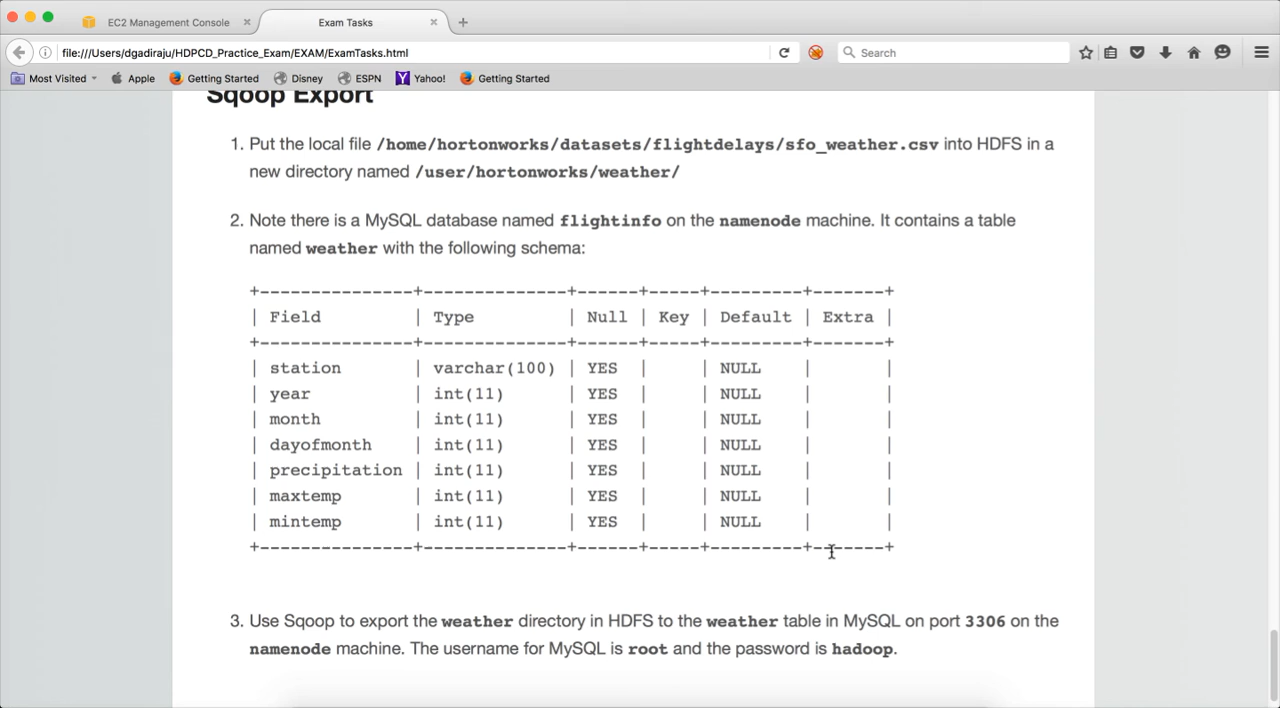 EC2 Management Console
Exam Tasks
file:///Users/dgadiraju/HDPCD_Practice_Exam/EXAM/ExamTasks.html
Search
Most Visited
Apple
Getting Started
Disney
ESPN
Yahoo!
Getting Started
Sqoop Export
1. Put the local file /home/hortonworks/datasets/flightdelays/sfo_weather.csv into HDFS in a
new directory named /user/hortonworks/weather/
2. Note there is a MySQL database named flightinfo on the namenode machine. It contains a table
named weather with the following schema:
+---------------+--------------+------+-----+---------+-------+
| Field | Type | Null | Key | Default | Extra |
+---------------+--------------+------+-----+---------+-------+
| station | varchar(100) | YES | | NULL | |
| year | int(11) | YES | | NULL | |
| month | int(11) | YES | | NULL | |
| dayofmonth | int(11) | YES | | NULL | |
| precipitation | int(11) | YES | | NULL | |
| maxtemp | int(11) | YES | | NULL | |
| mintemp | int(11) | YES | | NULL | |
+---------------+--------------+------+-----+---------+-------+
3. Use Sqoop to export the weather directory in HDFS to the weather table in MySQL on port 3306 on the
namenode machine. The username for MySQL is root and the password is hadoop.